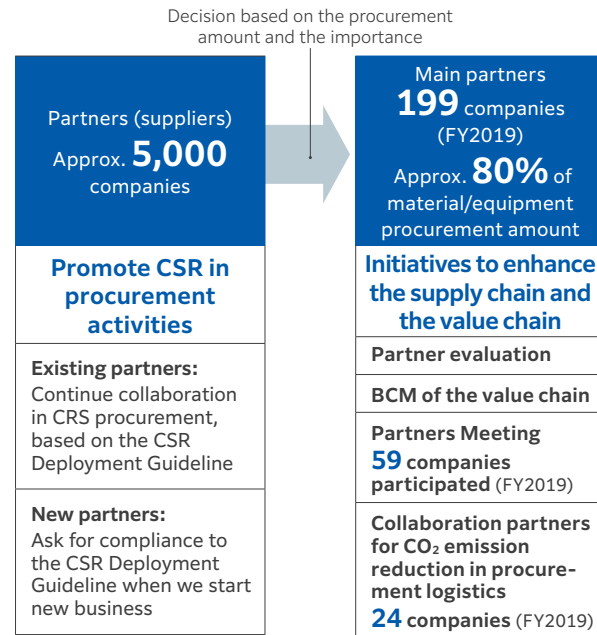 Decision based on the procurement
amount and the importance
Partners (suppliers)
Approx. 5,000
companies
Promote CSR in
procurement
activities
Existing partners:
Continue collaboration
in CRS procurement,
based on the CSR
Deployment Guideline
New partners:
Ask for compliance to
the CSR Deployment
Guideline when we start
new business
Main partners
199 companies
(FY2019)
Approx. 80% of
material/equipment
procurement amount
Initiatives to enhance
the supply chain and
the value chain
Partner evaluation
BCM of the value chain
Partners Meeting
59 companies
participated (FY2019)
Collaboration partners
for CO₂ emission
reduction in procure-
ment logistics
24 companies (FY2019)